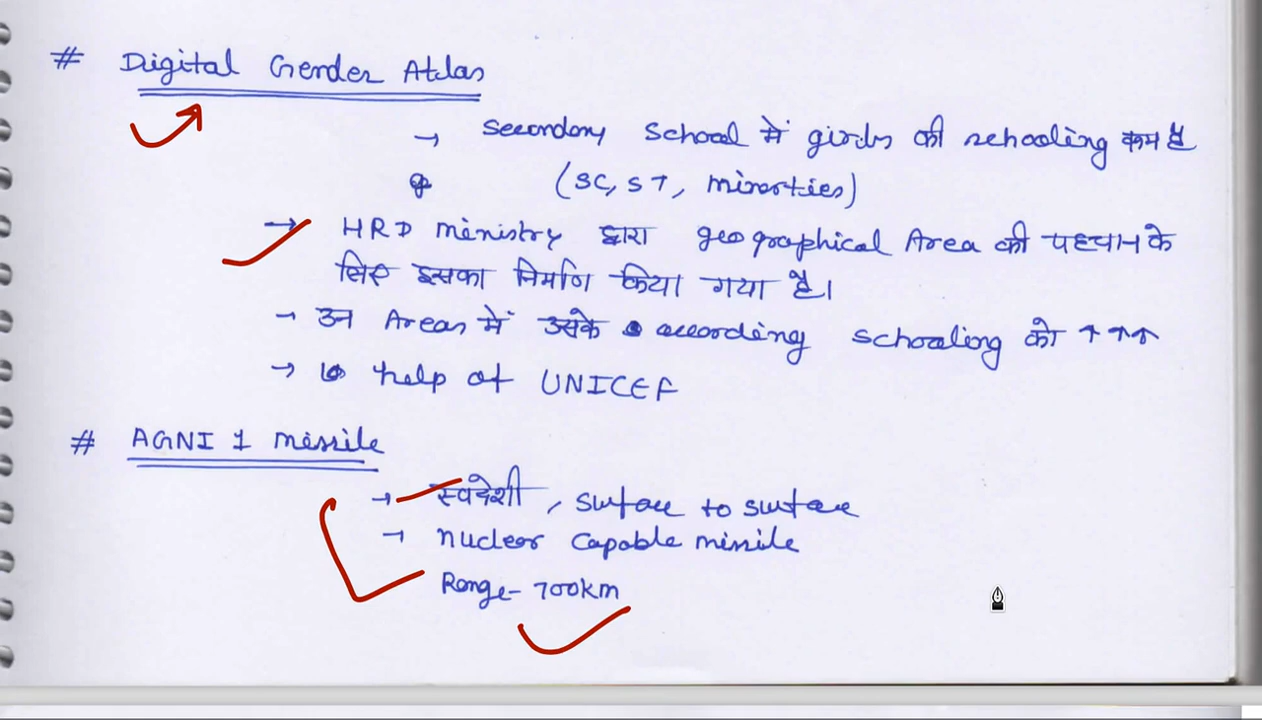 # Digital Gender Atlas
→ Secondary School में girls की schooling कम है
(SC, ST, minorties)
→ HRD ministry द्वारा geographical Area की पहचान के
लिए इसका निर्माण किया गया है।
→ उन Areas में उसके according schooling को ↑↑↑
→ help of UNICEF
# AGNI 1 missile
→ स्वदेशी, surface to surface
→ nuclear capable missile
Range- 700km